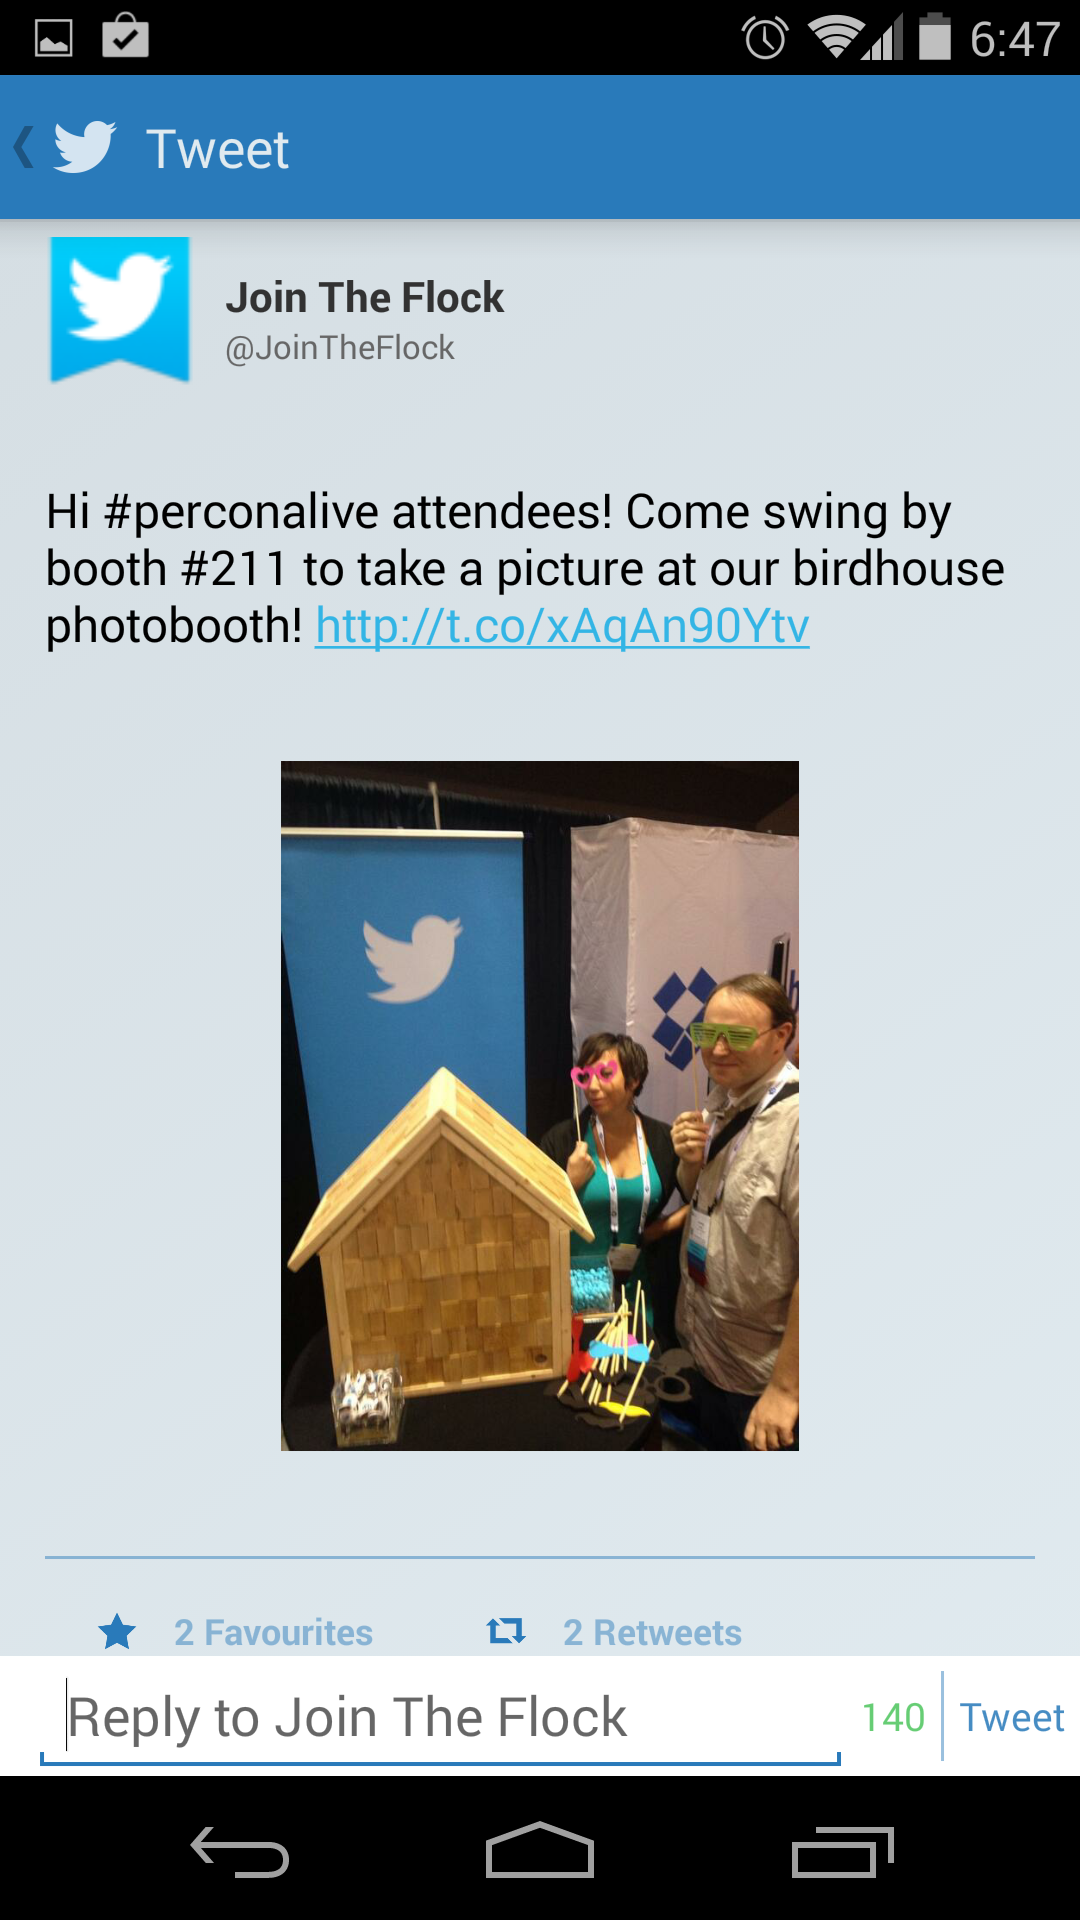 6:47
Tweet
Join The Flock
@JoinTheFlock
Hi #perconalive attendees! Come swing by
booth #211 to take a picture at our birdhouse
photobooth! http://t.co/xAqAn90Ytv
2 Favourites 2 Retweets
Reply to Join The Flock 140 Tweet